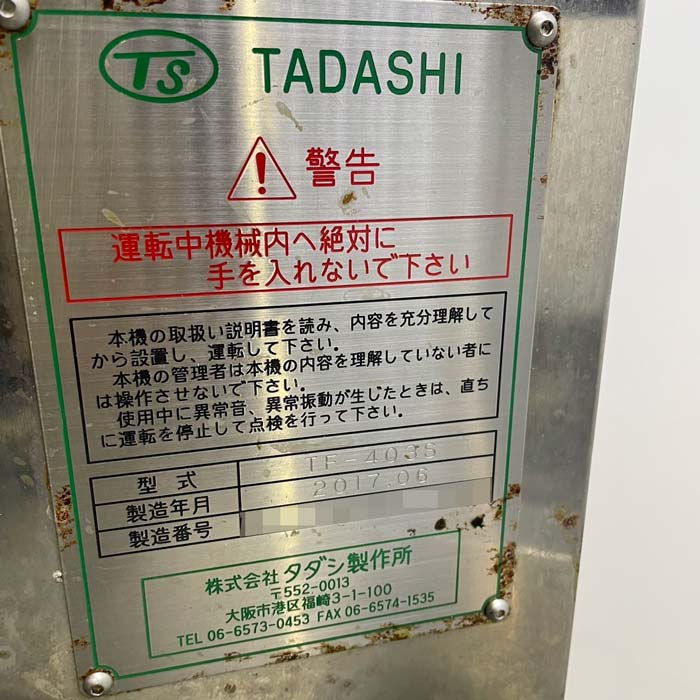 TS TADASHI
警告
運転中機械内へ絶対に
手を入れないで下さい
本機の取扱い説明書を読み、内容を充分理解して
から設置し、運転して下さい。
本機の管理者は本機の内容を理解していない者に
は操作させないで下さい。
使用中に異常音、異常振動が生じたときは、直ち
に運転を停止して点検を行って下さい。
型式 TF-403S
製造年月 2017.06
製造番号
株式会社 タダシ製作所
〒552-0013
大阪市港区福崎3-1-100
TEL 06-6573-0453 FAX 06-6574-1535